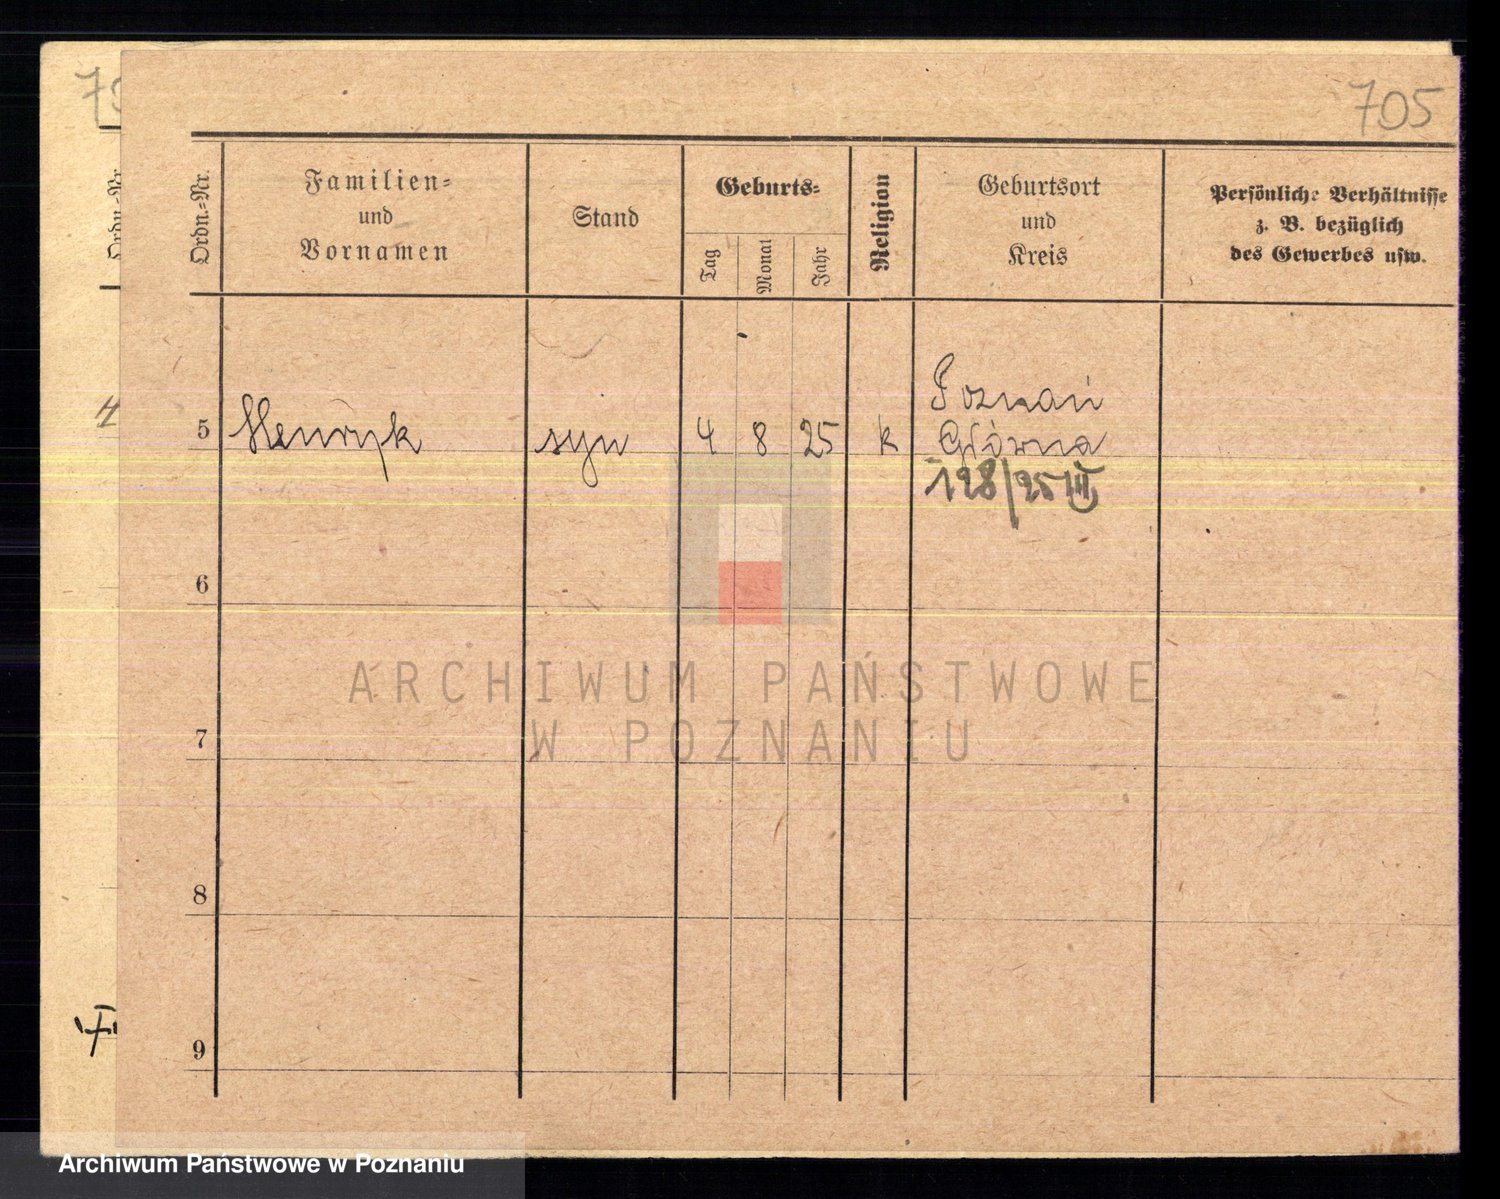 705
Ordn.=Nr.
Familien=
und
Vornamen
Stand
Geburts=
Tag
Monat
Jahr
Religion
Geburtsort
und
Kreis
Persönliche Verhältnisse
z. B. bezüglich
des Gewerbes usw.
Poznań
5 Henryk syn 4 8 25 k Główna
128/25 III
6
7
8
9
ARCHIWUM PAŃSTWOWE
W POZNANIU
Archiwum Państwowe w Poznaniu